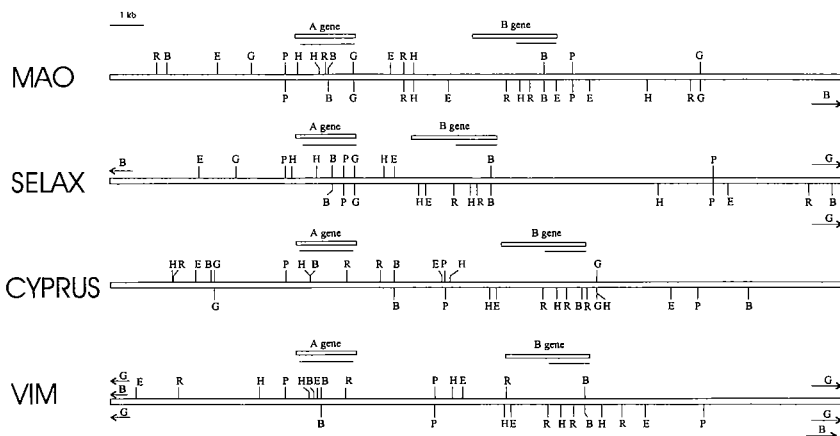 1 kb
A gene B gene
R B E G P H H R B G E R H B P G
MAO
P B G R H E R H R E B E P E H R G B
A gene B gene
B E G P H H B P G H E B P G
SELAX
B P G H E R H R B H P E R B G
A gene B gene
H R E B G P H B R R B E P H G
CYPRUS
G B P H E R H R B R G H E P B
A gene B gene
G B E R H P H B E B R P H E R B G
VIM
G B P H E R H R B H R E P B